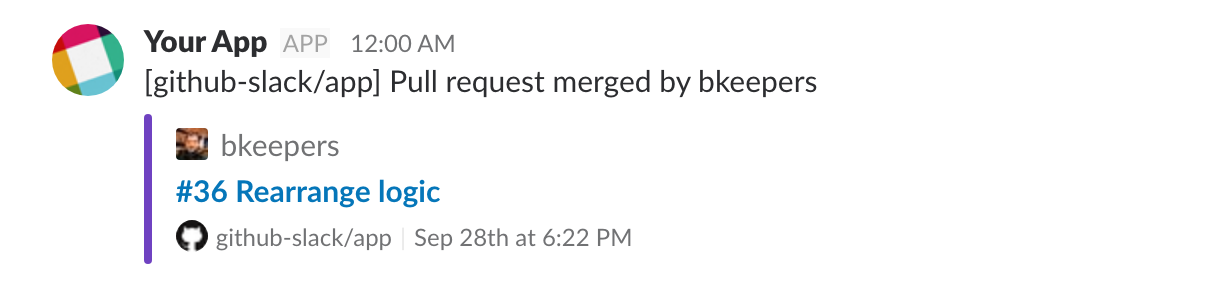 Your App APP 12:00 AM
[github-slack/app] Pull request merged by bkeepers
bkeepers
#36 Rearrange logic
github-slack/app Sep 28th at 6:22 PM